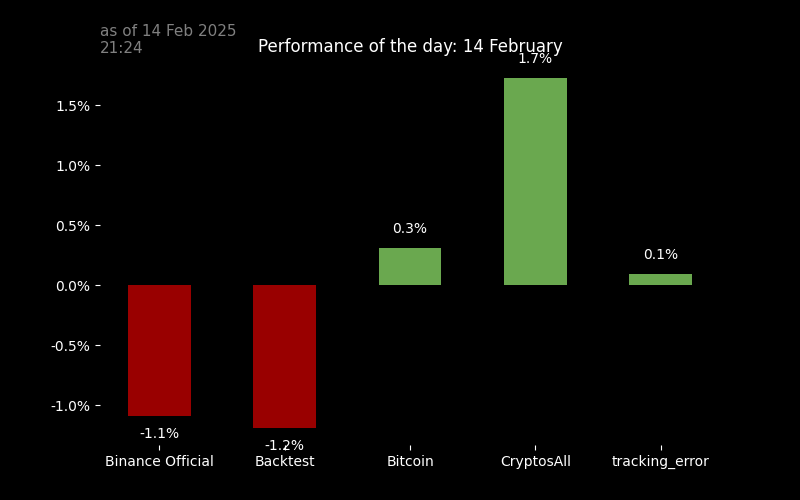 as of 14 Feb 2025
21:24
Performance of the day: 14 February
1.7%
1.5%
1.0%
0.5%
0.3%
0.1%
0.0%
-0.5%
-1.0%
-1.1%
-1.2%
Binance Official
Backtest
Bitcoin
CryptosAll
tracking_error